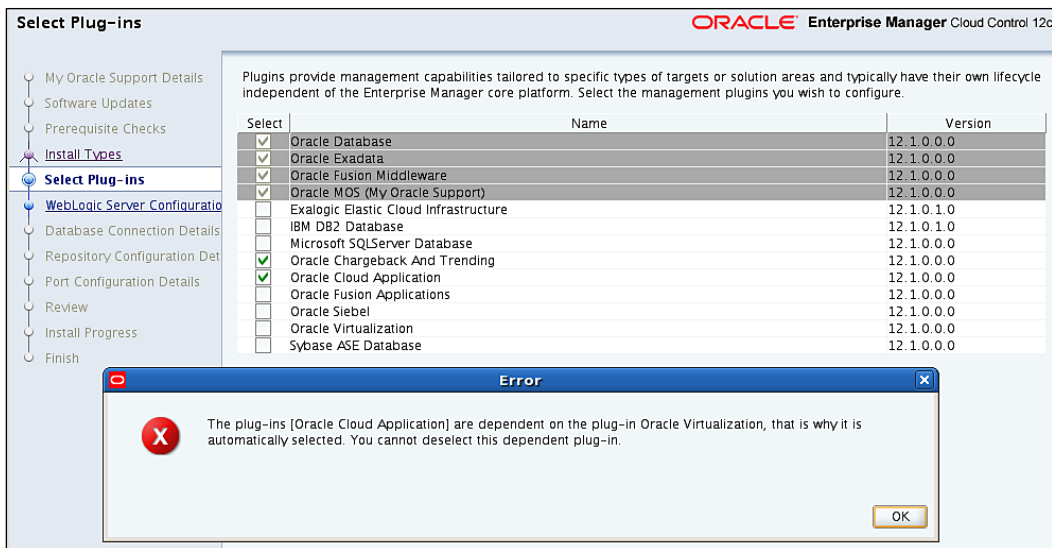 Select Plug-ins
ORACLE Enterprise Manager Cloud Control 12c
My Oracle Support Details
Software Updates
Prerequisite Checks
Install Types
Select Plug-ins
WebLogic Server Configuratio
Database Connection Details
Repository Configuration Det
Port Configuration Details
Review
Install Progress
Finish
Plugins provide management capabilities tailored to specific types of targets or solution areas and typically have their own lifecycle
independent of the Enterprise Manager core platform. Select the management plugins you wish to configure.
Select Name Version
Oracle Database 12.1.0.0.0
Oracle Exadata 12.1.0.0.0
Oracle Fusion Middleware 12.1.0.0.0
Oracle MOS (My Oracle Support) 12.1.0.0.0
Exalogic Elastic Cloud Infrastructure 12.1.0.1.0
IBM DB2 Database 12.1.0.1.0
Microsoft SQLServer Database 12.1.0.0.0
Oracle Chargeback And Trending 12.1.0.0.0
Oracle Cloud Application 12.1.0.0.0
Oracle Fusion Applications 12.1.0.0.0
Oracle Siebel 12.1.0.0.0
Oracle Virtualization 12.1.0.0.0
Sybase ASE Database 12.1.0.0.0
Error
The plug-ins [Oracle Cloud Application] are dependent on the plug-in Oracle Virtualization, that is why it is
automatically selected. You cannot deselect this dependent plug-in.
OK